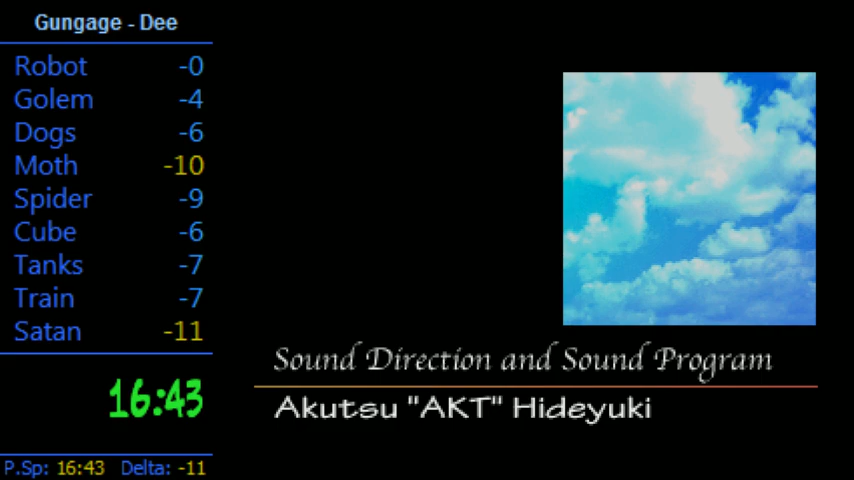 Gungage - Dee
Robot -0
Golem -4
Dogs -6
Moth -10
Spider -9
Cube -6
Tanks -7
Train -7
Satan -11
16:43
P.Sp: 16:43 Delta: -11
Sound Direction and Sound Program
Akutsu "AKT" Hideyuki